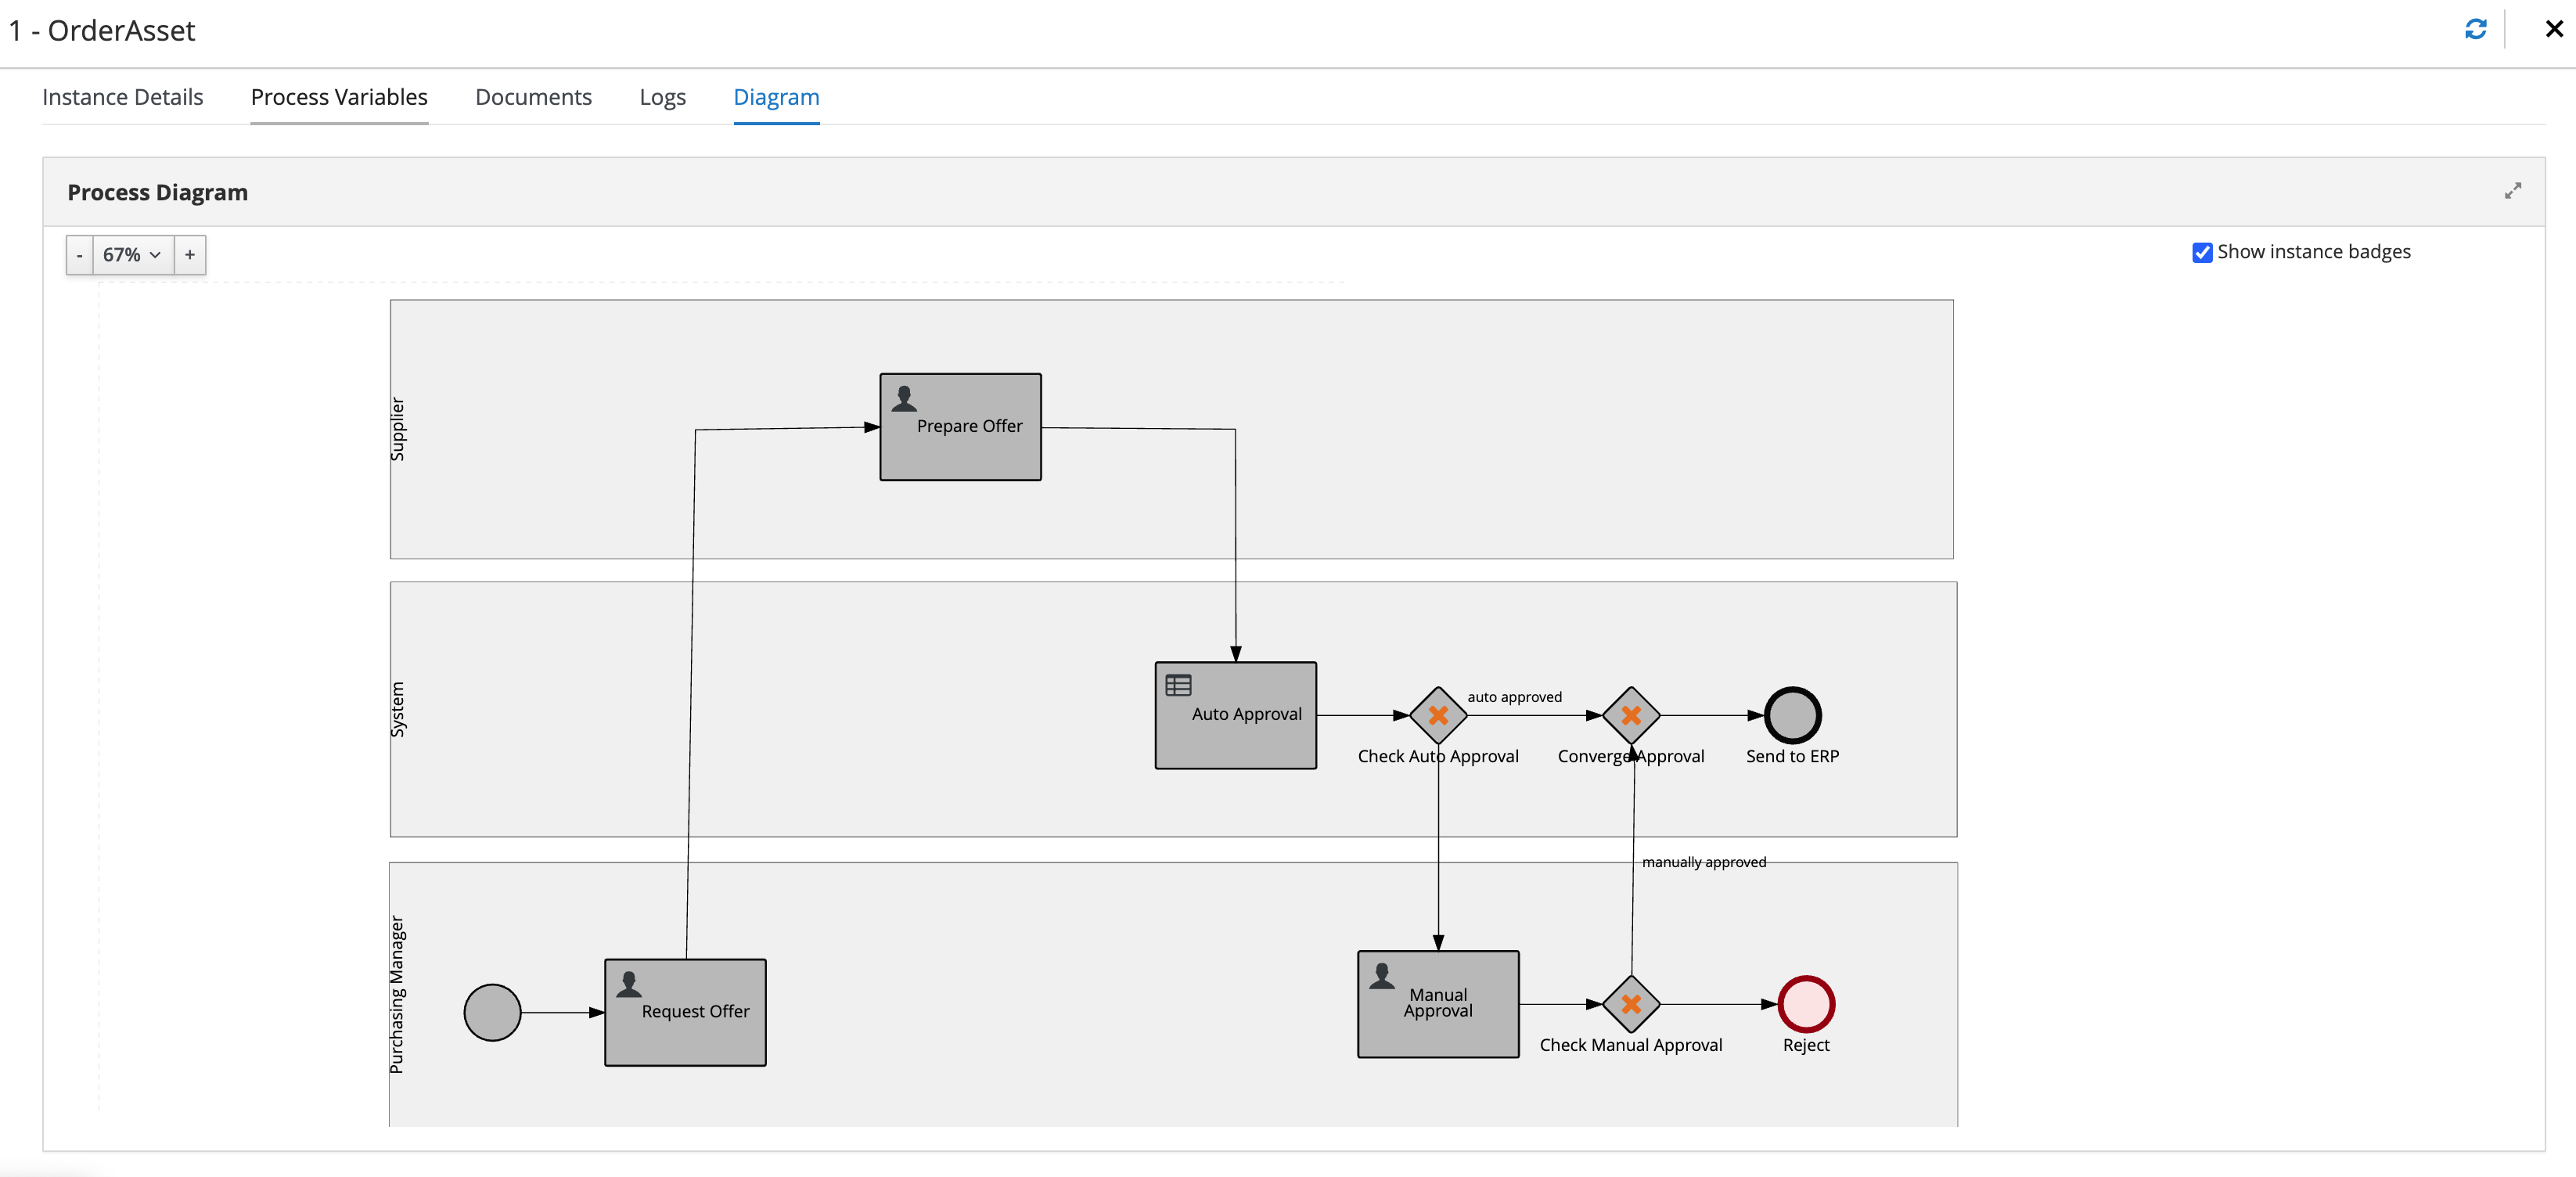 1 - OrderAsset
Instance Details
Process Variables
Documents
Logs
Diagram
Process Diagram
- 67% +
Show instance badges
Supplier
Prepare Offer
System
Auto Approval
auto approved
Check Auto Approval
Converge Approval
Send to ERP
manually approved
Purchasing Manager
Request Offer
Manual
Approval
Check Manual Approval
Reject